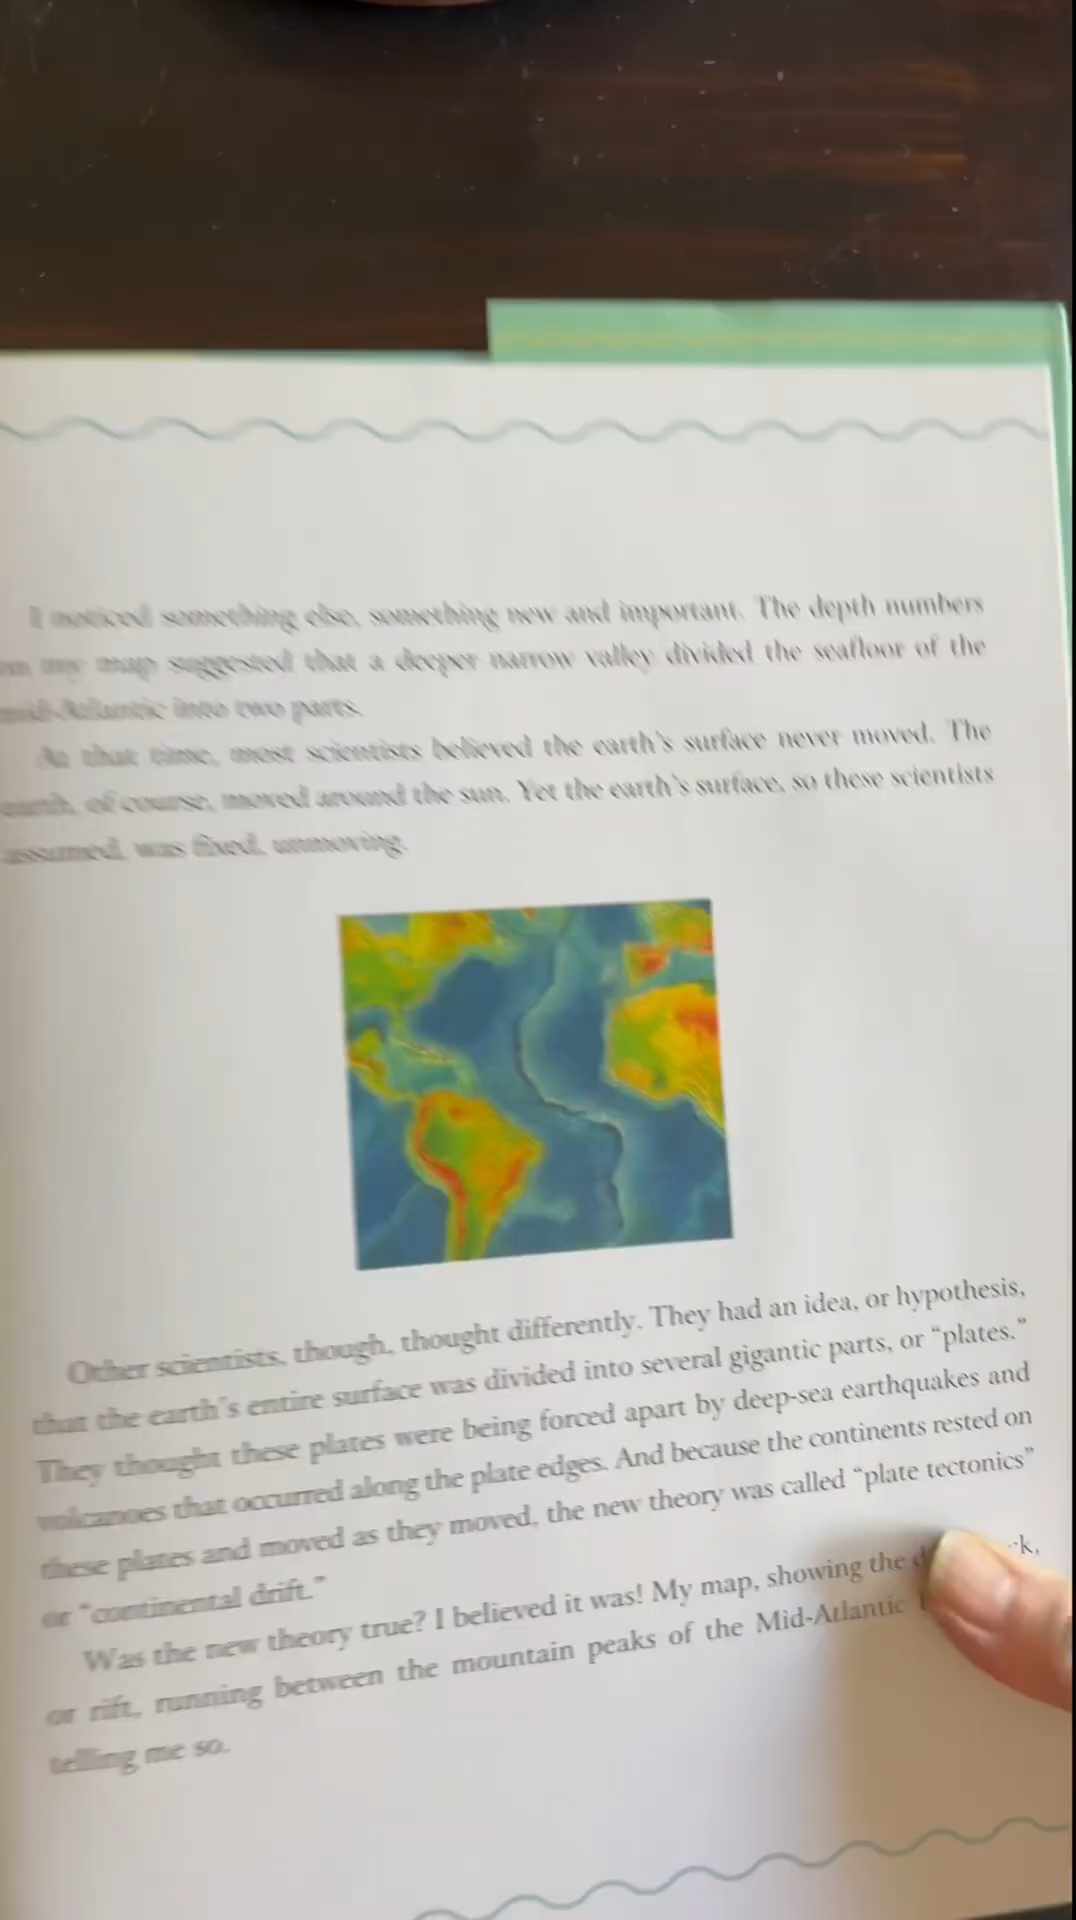 I noticed something else, something new and important. The depth numbers
on my map suggested that a deeper narrow valley divided the seafloor of the
mid-Atlantic into two parts.
At that time, most scientists believed the earth's surface never moved. The
earth, of course, moved around the sun. Yet the earth's surface, so these scientists
assumed, was fixed, unmoving.
Other scientists, though, thought differently. They had an idea, or hypothesis,
that the earth's entire surface was divided into several gigantic parts, or “plates.”
They thought these plates were being forced apart by deep-sea earthquakes and
volcanoes that occurred along the plate edges. And because the continents rested on
these plates and moved as they moved, the new theory was called “plate tectonics”
or “continental drift.”
Was the new theory true? I believed it was! My map, showing the
or rift, running between the mountain peaks of the Mid-Atlantic
telling me so.